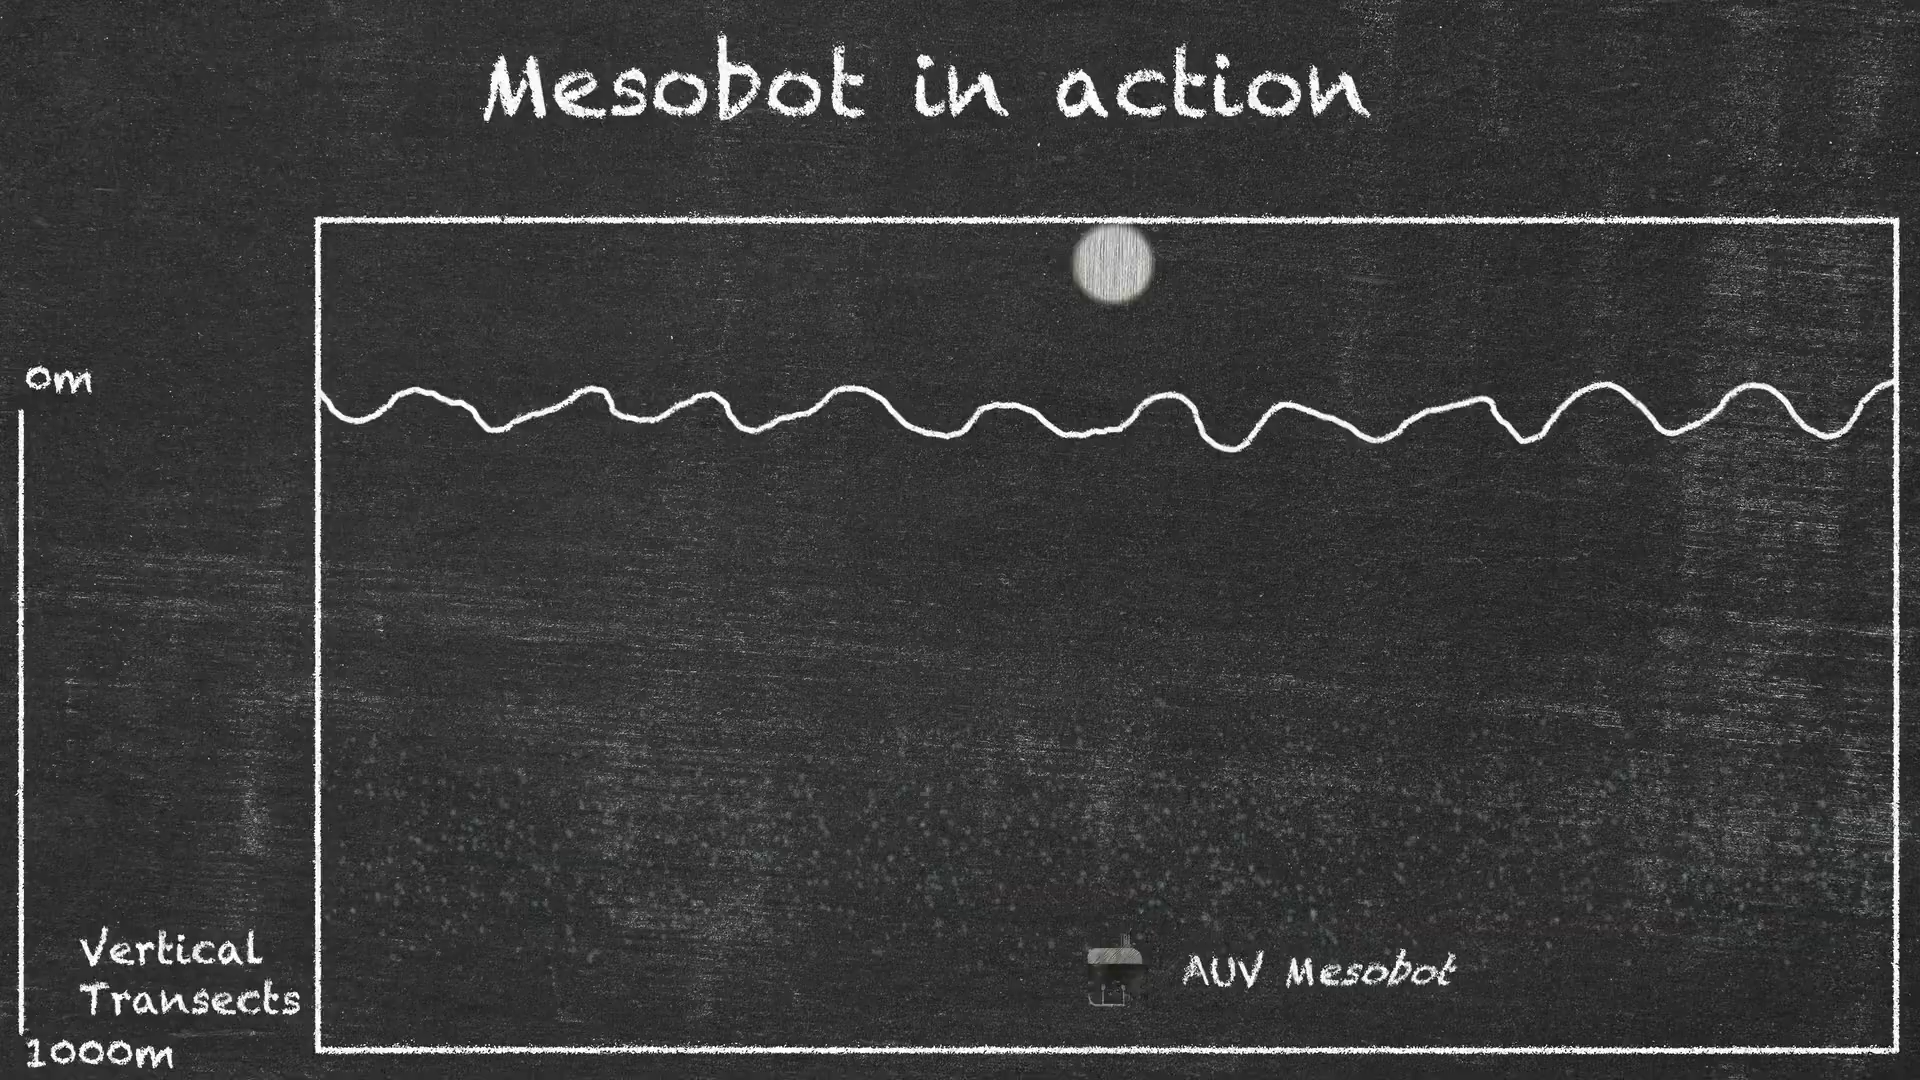 Mesobot in action
0m
Vertical
Transects
1000m
AUV Mesobot